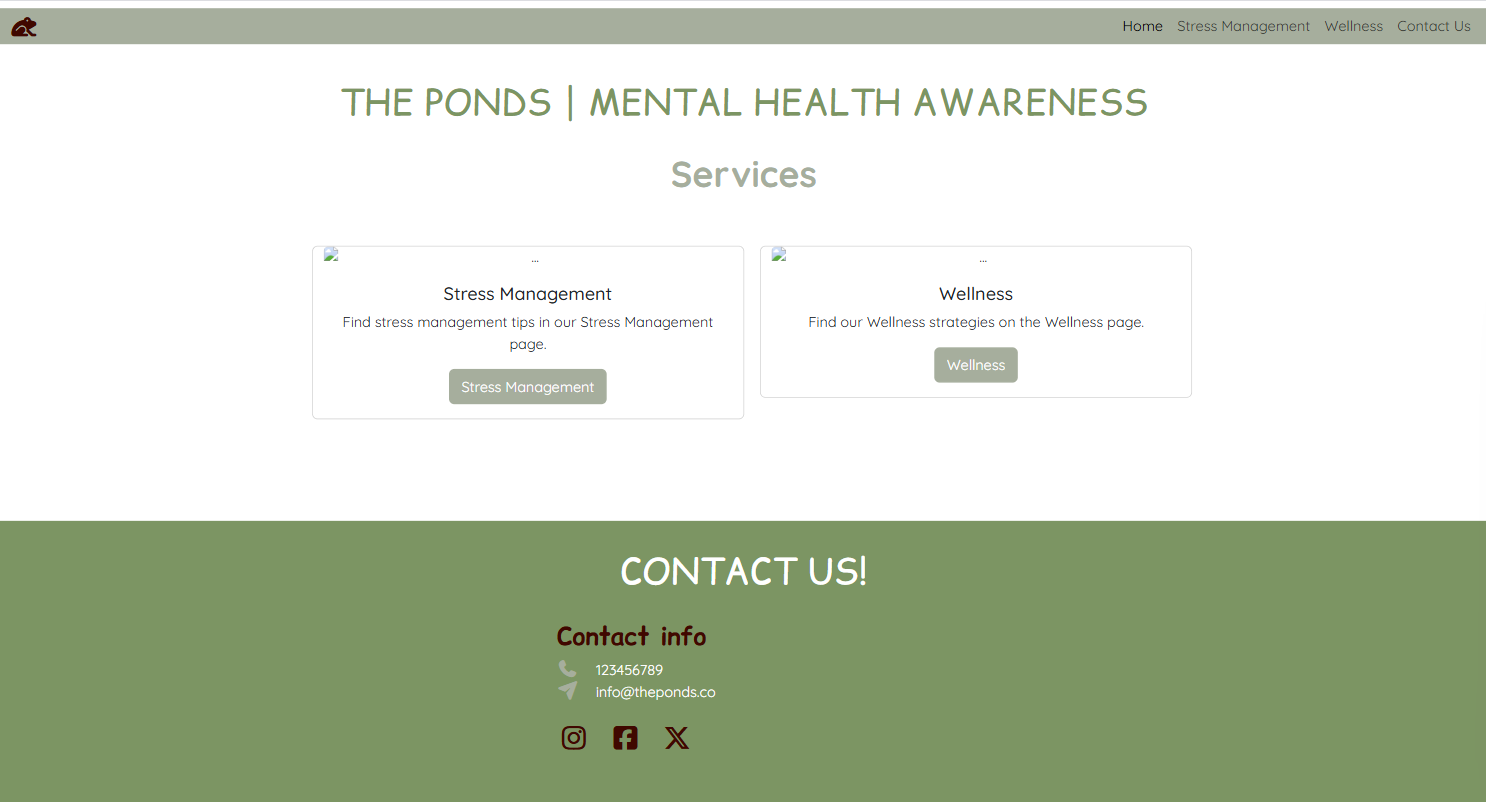 Home Stress Management Wellness Contact Us
THE PONDS | MENTAL HEALTH AWARENESS
Services
...
Stress Management
Find stress management tips in our Stress Management
page.
Stress Management
...
Wellness
Find our Wellness strategies on the Wellness page.
Wellness
CONTACT US!
Contact info
123456789
info@theponds.co